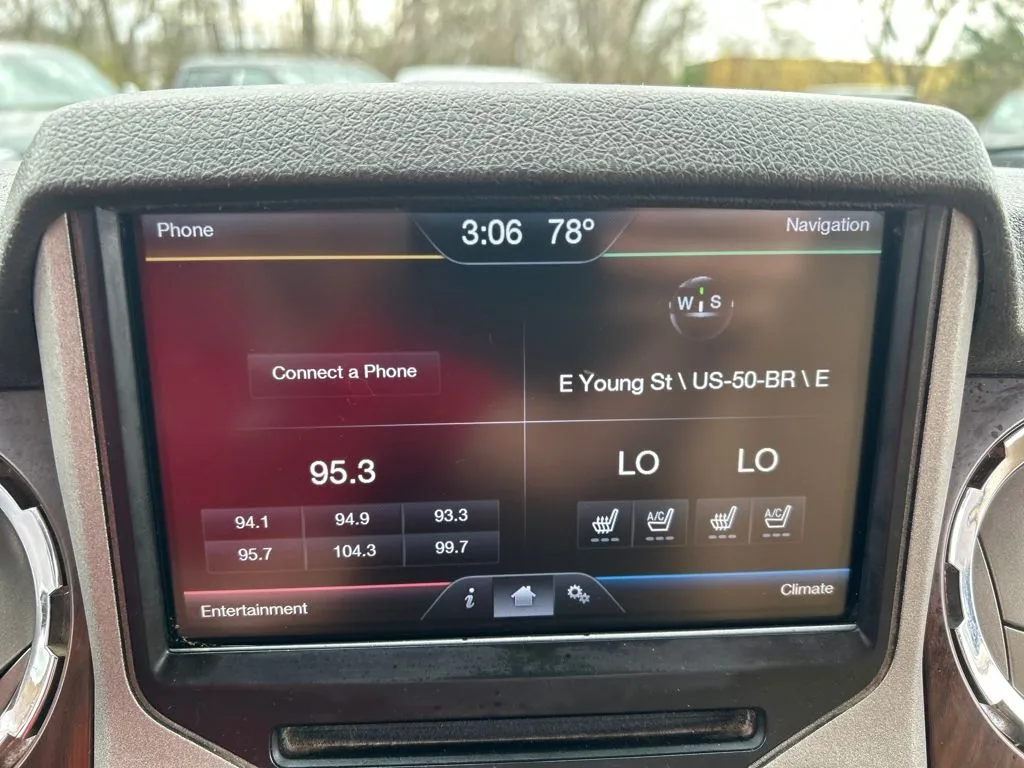 Phone
3:06 78°
Navigation
W S
Connect a Phone
E Young St \ US-50-BR \ E
95.3
LO LO
94.1 94.9 93.3
95.7 104.3 99.7
A/C A/C
i
Entertainment
Climate